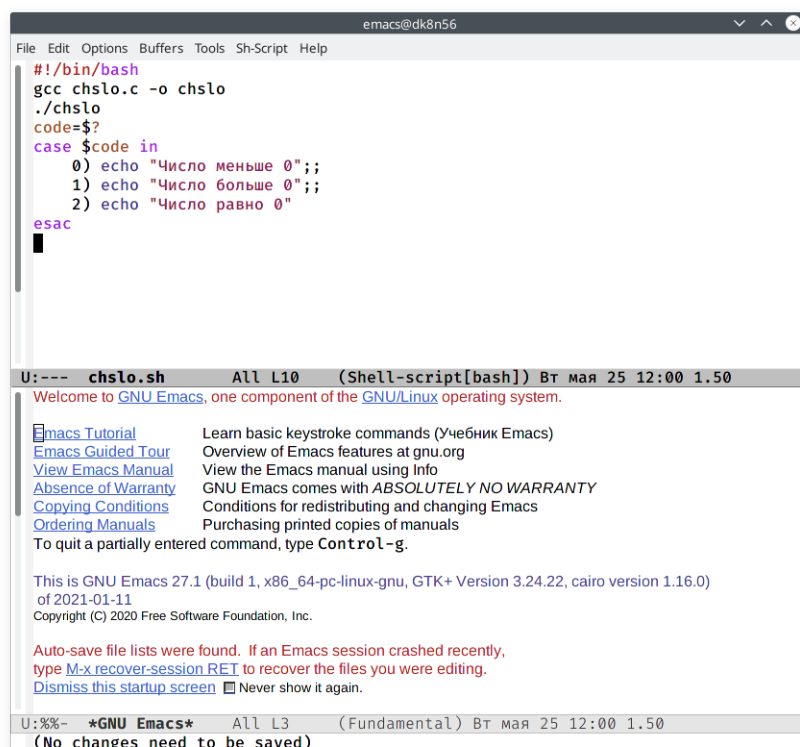 emacs@dk8n56
File Edit Options Buffers Tools Sh-Script Help
#!/bin/bash
gcc chslo.c -o chslo
./chslo
code=$?
case $code in
    0) echo "Число меньше 0";;
    1) echo "Число больше 0";;
    2) echo "Число равно 0"
esac
U:--- chslo.sh All L10 (Shell-script[bash]) Вт мая 25 12:00 1.50
Welcome to GNU Emacs, one component of the GNU/Linux operating system.
Emacs Tutorial Learn basic keystroke commands (Учебник Emacs)
Emacs Guided Tour Overview of Emacs features at gnu.org
View Emacs Manual View the Emacs manual using Info
Absence of Warranty GNU Emacs comes with ABSOLUTELY NO WARRANTY
Copying Conditions Conditions for redistributing and changing Emacs
Ordering Manuals Purchasing printed copies of manuals
To quit a partially entered command, type Control-g.
This is GNU Emacs 27.1 (build 1, x86_64-pc-linux-gnu, GTK+ Version 3.24.22, cairo version 1.16.0)
of 2021-01-11
Copyright (C) 2020 Free Software Foundation, Inc.
Auto-save file lists were found. If an Emacs session crashed recently,
type M-x recover-session RET to recover the files you were editing.
Dismiss this startup screen Never show it again.
U:%%- *GNU Emacs* All L3 (Fundamental) Вт мая 25 12:00 1.50
(No changes need to be saved)